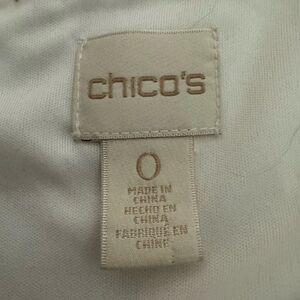 chico's
0
MADE IN
CHINA
HECHO EN
CHINA
FABRIQUÉ EN
CHINE